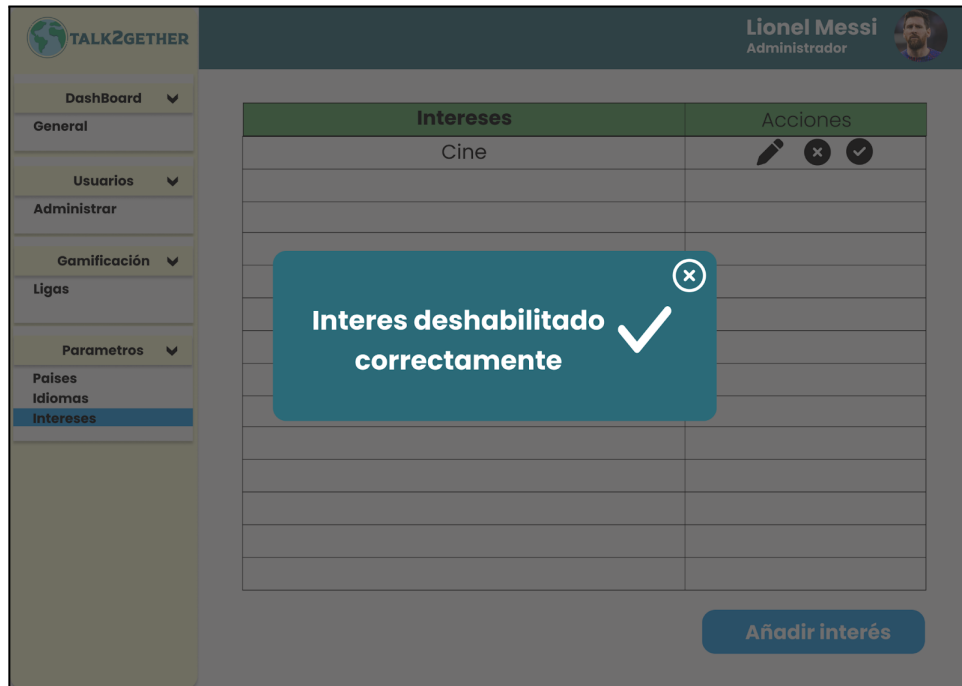 TALK2GETHER
Lionel Messi
Administrador
DashBoard
General
Usuarios
Administrar
Gamificación
Ligas
Parametros
Paises
Idiomas
Intereses
Intereses Acciones
Cine
Interes deshabilitado
correctamente
Añadir interés